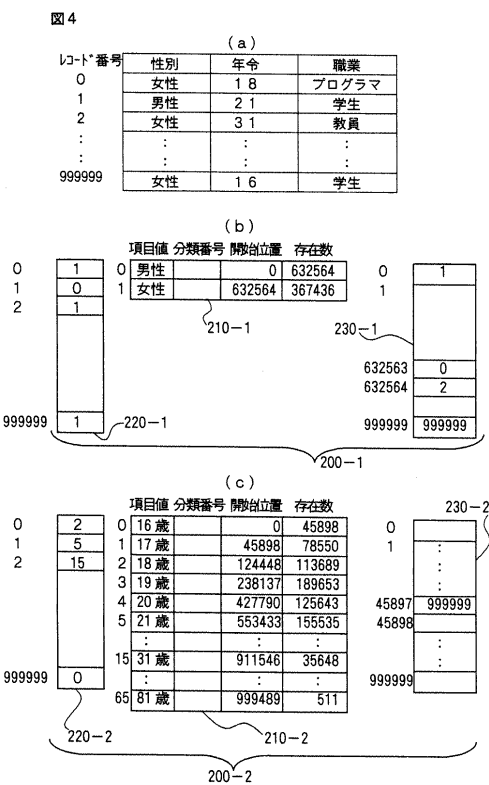 図4
(a)
レコード番号 性別 年令 職業
0 女性 18 プログラマ
1 男性 21 学生
2 女性 31 教員
: : : :
: : : :
999999 女性 16 学生
(b)
項目値 分類番号 開始位置 存在数
0 1 0 男性 0 632564 0 1
1 0 1 女性 632564 367436 1
2 1
210-1
230-1
632563 0
632564 2
999999 1 220-1 999999 999999
200-1
(c)
項目値 分類番号 開始位置 存在数 230-2
0 2 0 16歳 0 45898 0
1 5 1 17歳 45898 78550 1 :
2 15 2 18歳 124448 113689 :
3 19歳 238137 189653 :
4 20歳 427790 125643 45897 999999
5 21歳 553433 155535 45898
: : : :
15 31歳 911546 35648 :
999999 0 : : : 999999
65 81歳 999489 511
220-2 210-2
200-2